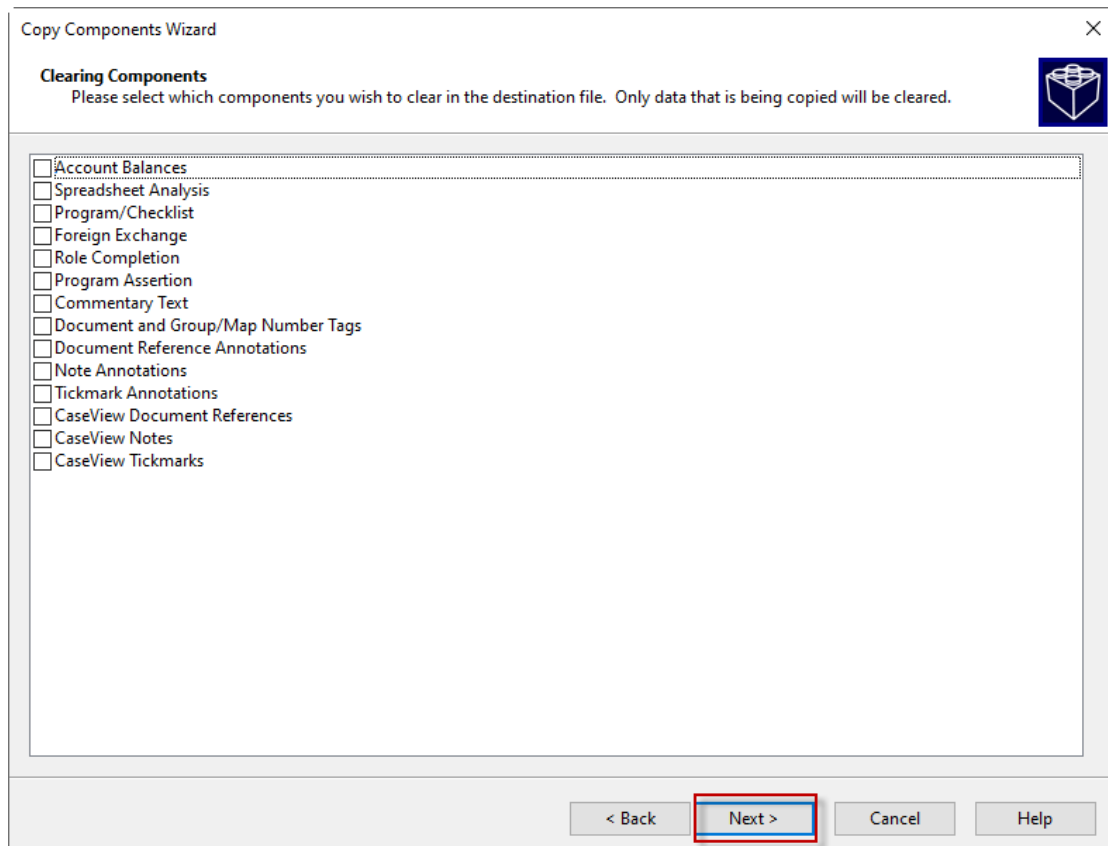 Copy Components Wizard
Clearing Components
Please select which components you wish to clear in the destination file. Only data that is being copied will be cleared.
Account Balances
Spreadsheet Analysis
Program/Checklist
Foreign Exchange
Role Completion
Program Assertion
Commentary Text
Document and Group/Map Number Tags
Document Reference Annotations
Note Annotations
Tickmark Annotations
CaseView Document References
CaseView Notes
CaseView Tickmarks
< Back Next > Cancel Help